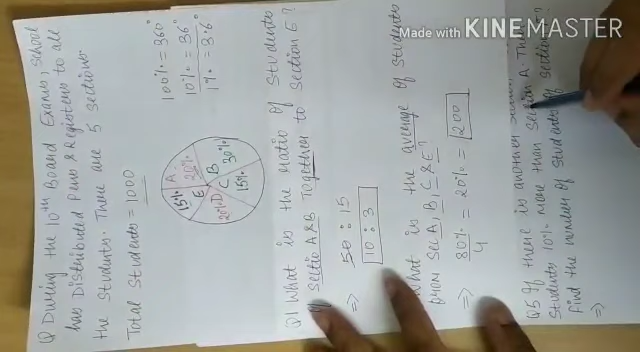 Made with KINEMASTER
Q During the 10th Board Exams, school
has Distributed Pens & Registers to all
the students. There are 5 sections.
Total Students = 1000
100% = 360°
10% = 36°
1% = 3.6°
A
20%
B
30%
C
15%
20% D
E
15%
Q1 What is the ratio of Students
of sectio A & B Together to Section E?
⇒ 50 : 15
10 : 3
What is the average of students
from sec A, B, C & E?
⇒ 80% = 20% = 200
4
Q5 If there is another
Students 10% more than Section A. Then
find the number of students of section
⇒